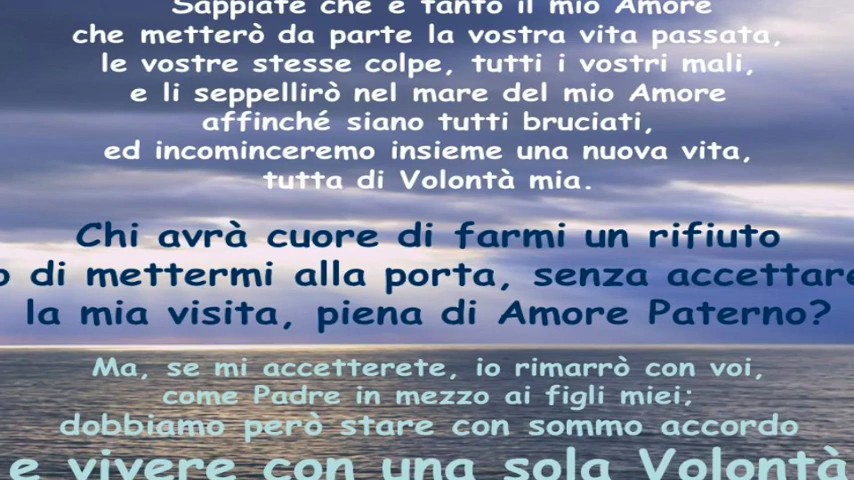 Sappiate che è tanto il mio Amore
che metterò da parte la vostra vita passata,
le vostre stesse colpe, tutti i vostri mali,
e li seppellirò nel mare del mio Amore
affinché siano tutti bruciati,
ed incominceremo insieme una nuova vita,
tutta di Volontà mia.
Chi avrà cuore di farmi un rifiuto
o di mettermi alla porta, senza accettare
la mia visita, piena di Amore Paterno?
Ma, se mi accetterete, io rimarrò con voi,
come Padre in mezzo ai figli miei;
dobbiamo però stare con sommo accordo
e vivere con una sola Volontà